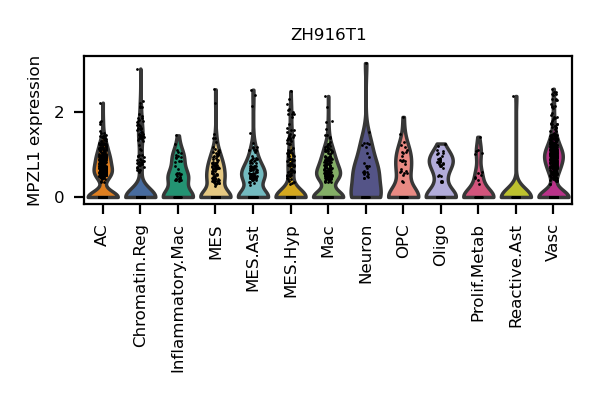 ZH916T1
MPZL1 expression
2
0
AC
Chromatin.Reg
Inflammatory.Mac
MES
MES.Ast
MES.Hyp
Mac
Neuron
OPC
Oligo
Prolif.Metab
Reactive.Ast
Vasc